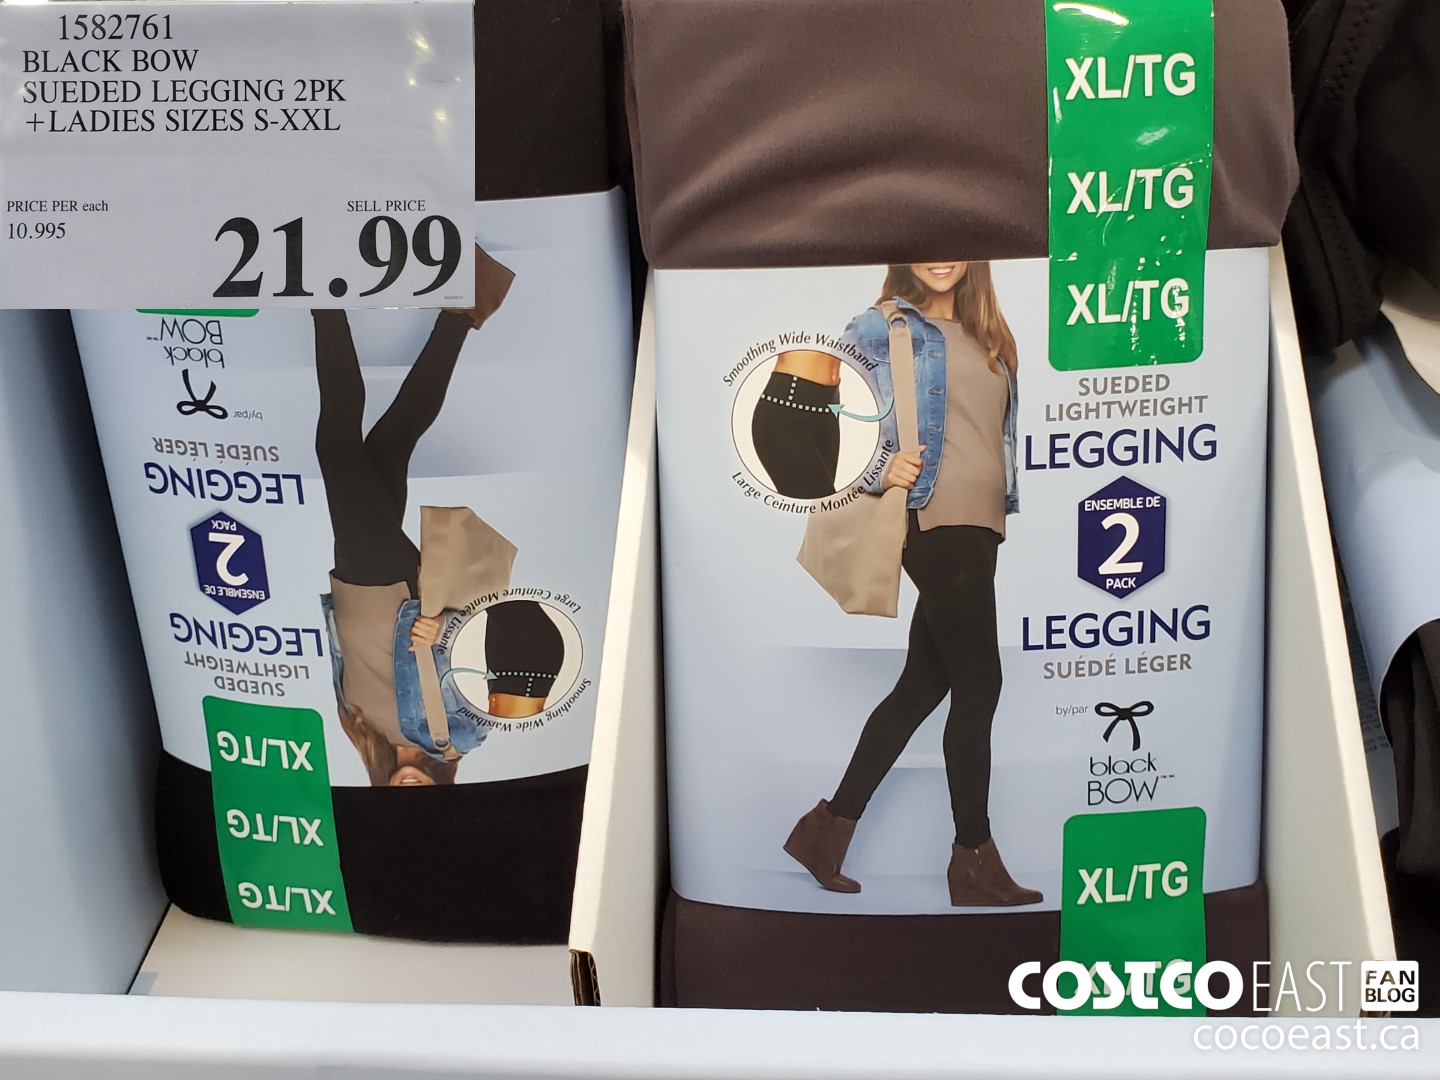 1582761
BLACK BOW
SUEDED LEGGING 2PK
+LADIES SIZES S-XXL
PRICE PER each
10.995
SELL PRICE
21.99
black
BOW
by/par
SUÉDÉ LÉGER
LEGGING
ENSEMBLE DE
2
PACK
LEGGING
SUEDED
LIGHTWEIGHT
XL/TG
XL/TG
XL/TG
Smoothing Wide Waistband
Large Ceinture Montée Lissante
XL/TG
XL/TG
XL/TG
Smoothing Wide Waistband
Large Ceinture Montée Lissante
SUEDED
LIGHTWEIGHT
LEGGING
ENSEMBLE DE
2
PACK
LEGGING
SUÉDÉ LÉGER
by/par
black
BOW
XL/TG
XL/TG
COSTCO EAST FAN BLOG
cocoeast.ca